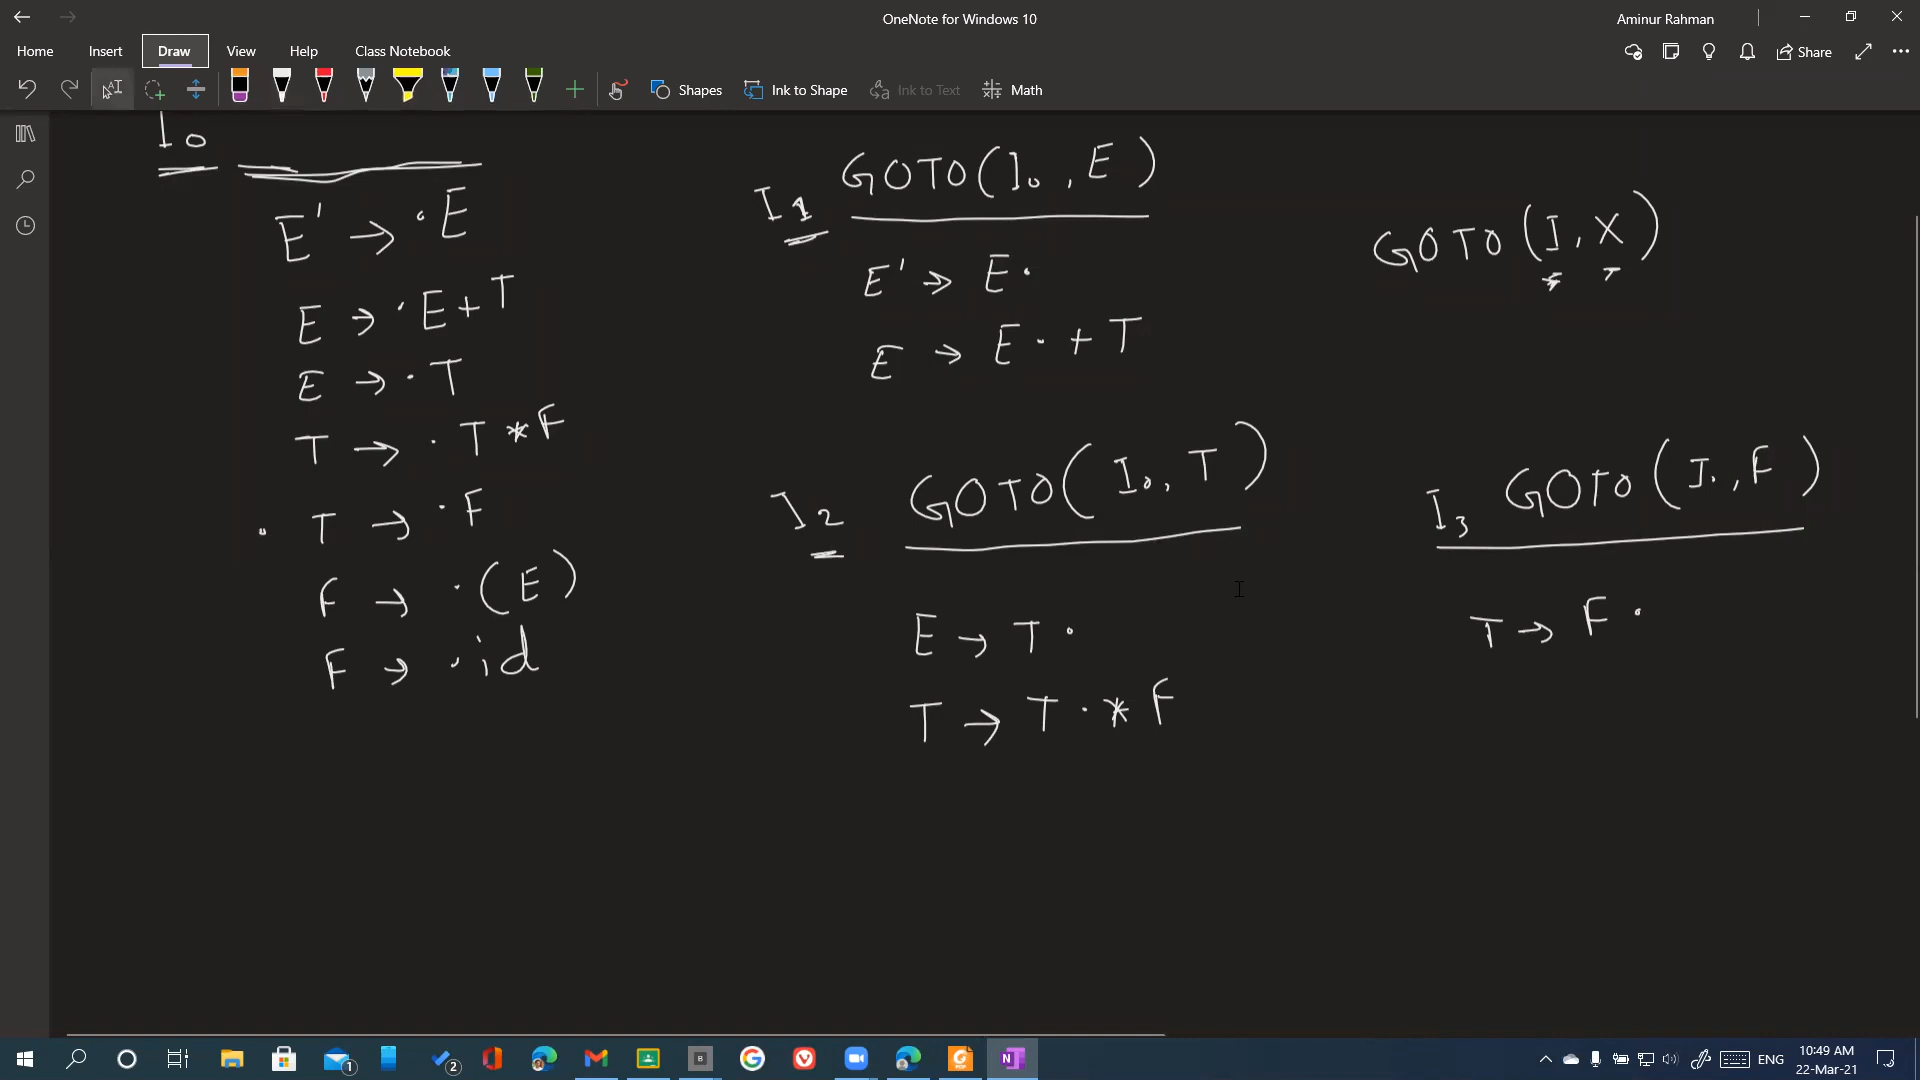 OneNote for Windows 10
Aminur Rahman
Home Insert Draw View Help Class Notebook
Share
Shapes Ink to Shape Ink to Text Math
I₀
E' → ·E
E → ·E + T
E → ·T
T → ·T * F
· T → ·F
F → ·(E)
F → ·id
I₁ GOTO(I₀, E)
E' → E·
E → E· + T
GOTO(I, X)
I₂ GOTO(I₀, T)
E → T·
T → T· * F
I₃ GOTO(I₀, F)
T → F·
1
2
ENG
10:49 AM
22-Mar-21